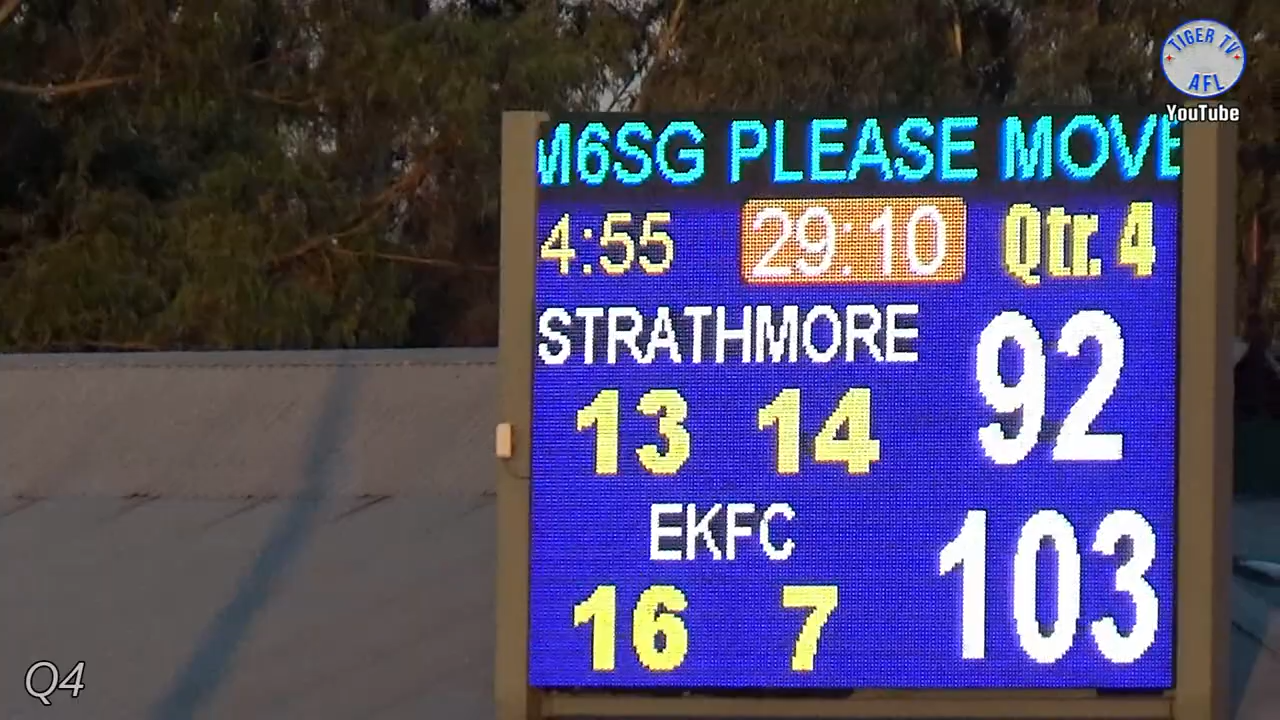 TIGER TV
AFL
YouTube
M6SG PLEASE MOVE
4:55 29:10 Qtr. 4
STRATHMORE 92
13 14
EKFC 103
16 7
Q4